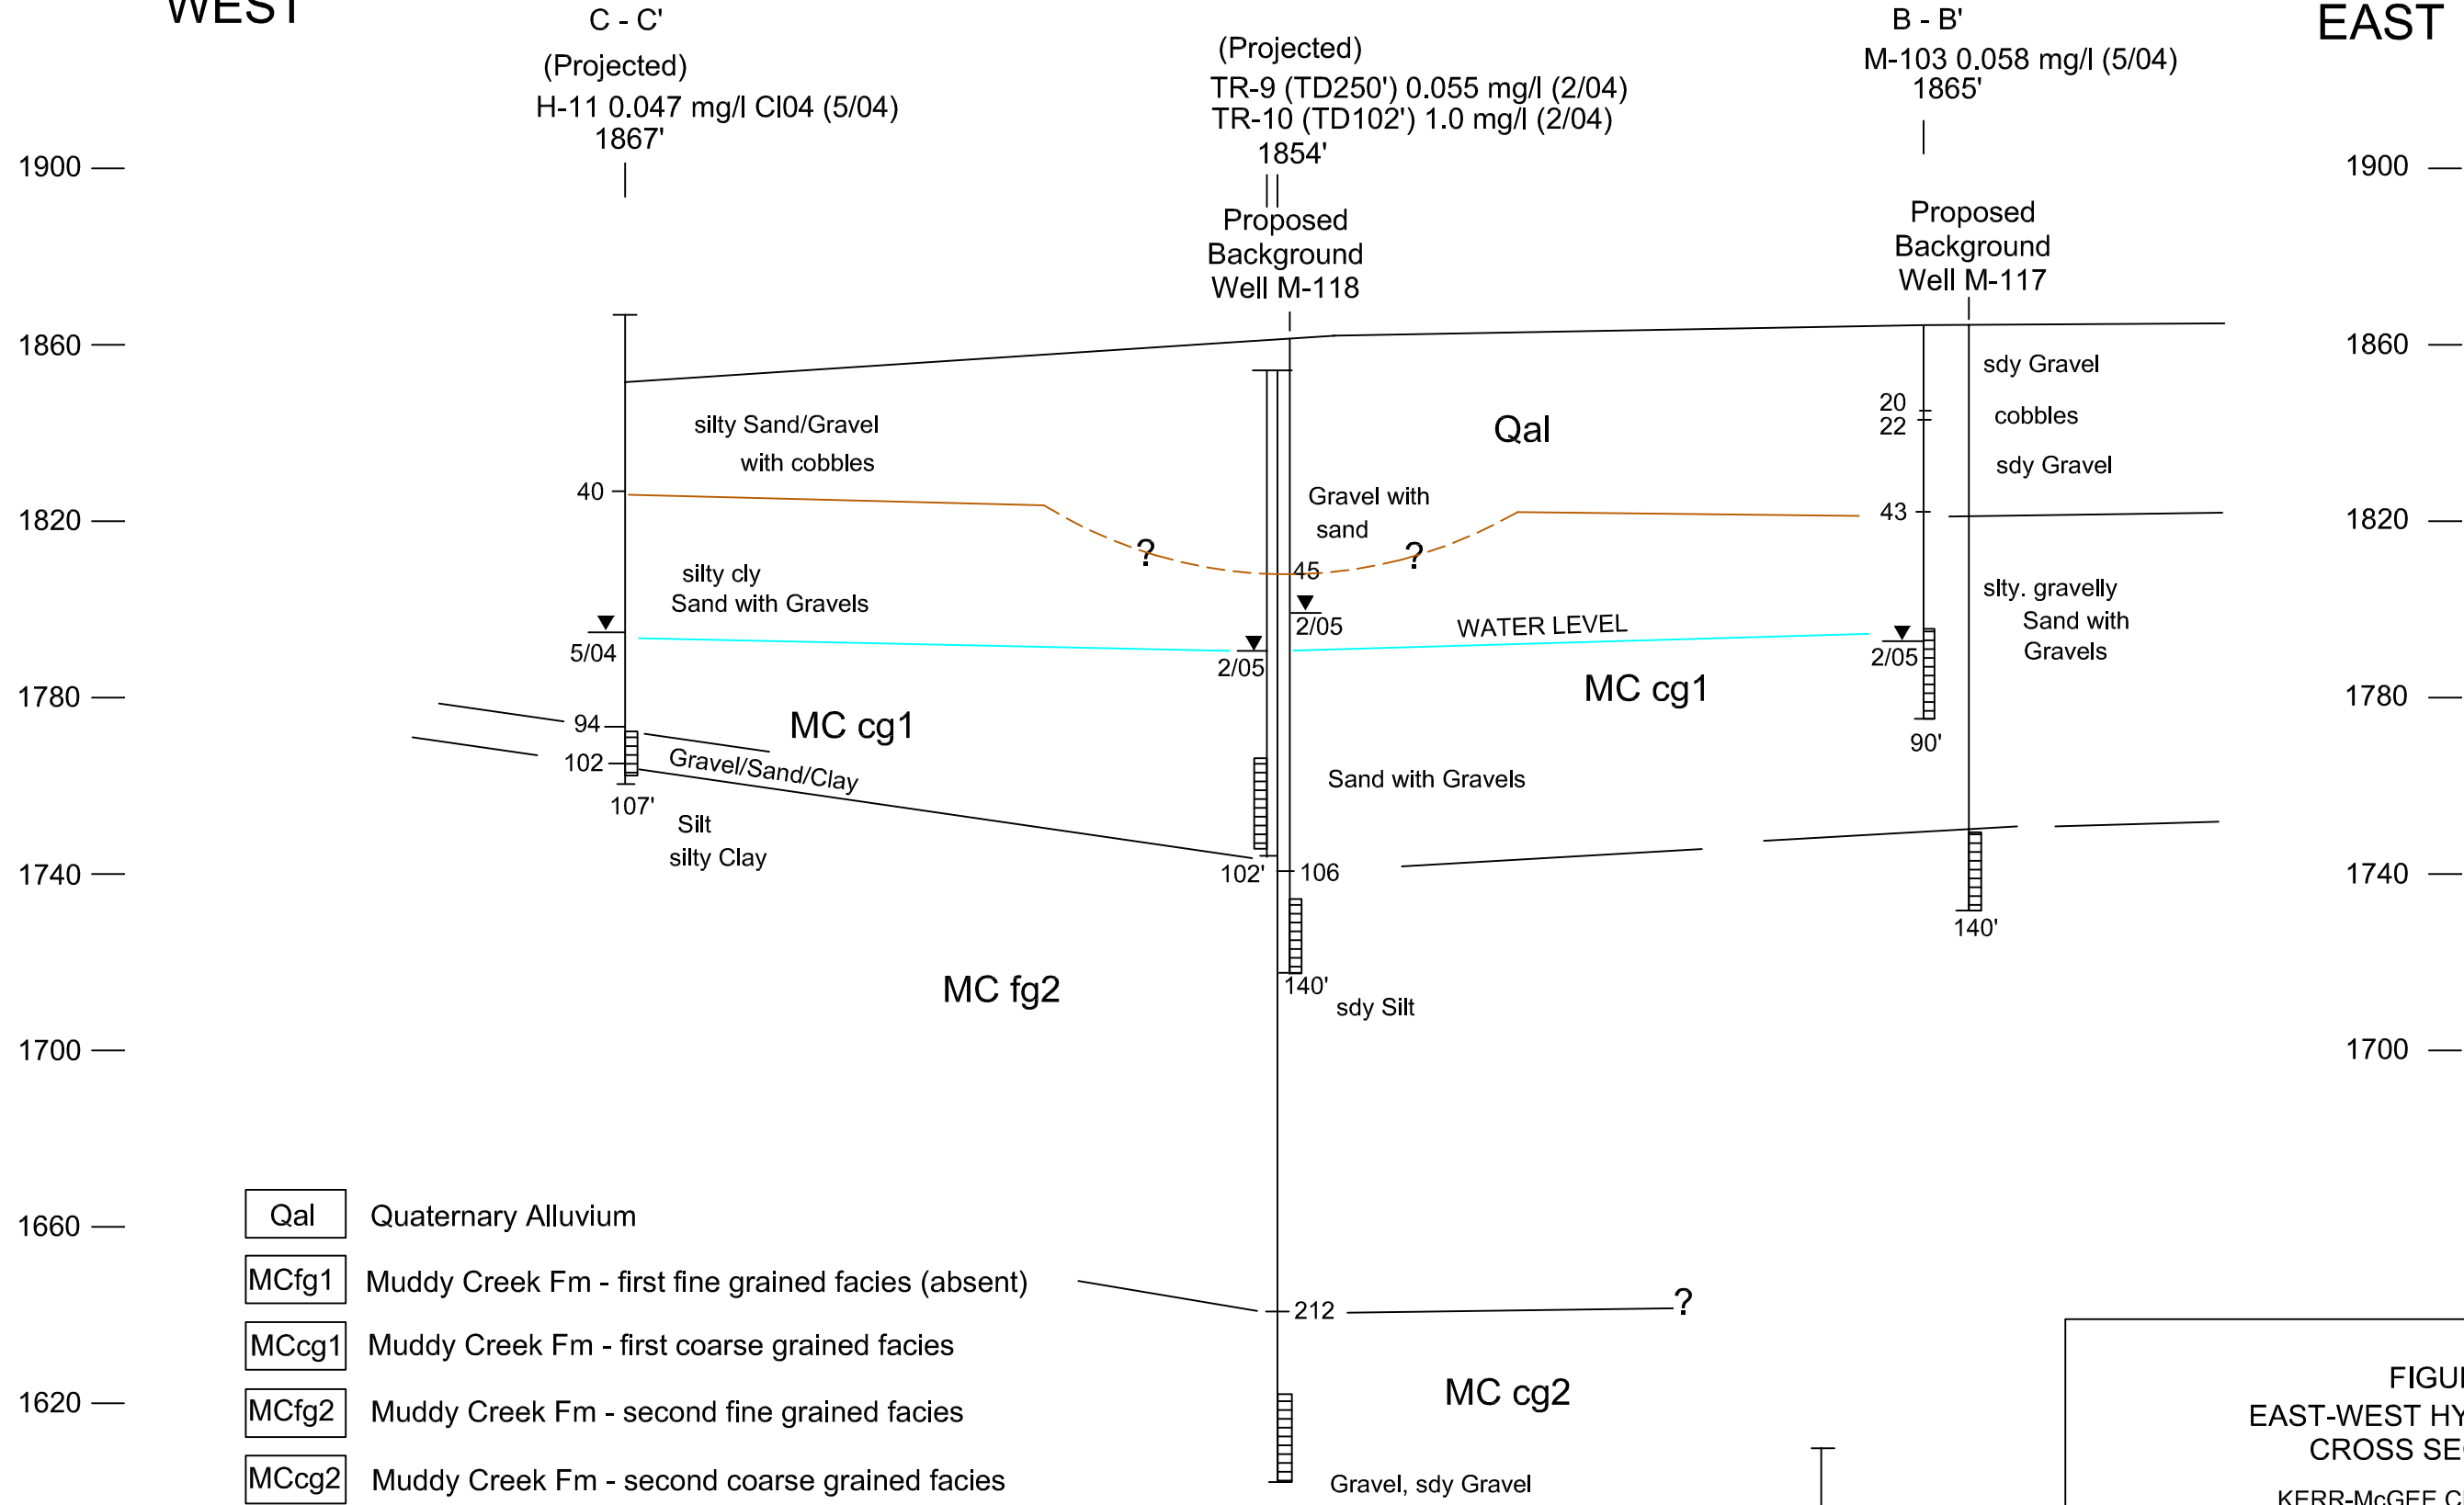 WEST
EAST
C - C'
(Projected)
H-11 0.047 mg/l Cl04 (5/04)
1867'
(Projected)
TR-9 (TD250') 0.055 mg/l (2/04)
TR-10 (TD102') 1.0 mg/l (2/04)
1854'
B - B'
M-103 0.058 mg/l (5/04)
1865'
1900
1900
Proposed
Background
Well M-118
Proposed
Background
Well M-117
1860
1860
sdy Gravel
20
22
cobbles
sdy Gravel
silty Sand/Gravel
with cobbles
Qal
40
Gravel with
sand
43
1820
1820
?
?
45
silty cly
Sand with Gravels
slty. gravelly
Sand with
Gravels
5/04
2/05
2/05
WATER LEVEL
2/05
1780
1780
MC cg1
MC cg1
94
102
Gravel/Sand/Clay
107'
90'
Sand with Gravels
Silt
silty Clay
1740
1740
102'
106
140'
MC fg2
140'
sdy Silt
1700
1700
1660
Qal Quaternary Alluvium
MCfg1 Muddy Creek Fm - first fine grained facies (absent)
MCcg1 Muddy Creek Fm - first coarse grained facies
MCfg2 Muddy Creek Fm - second fine grained facies
MCcg2 Muddy Creek Fm - second coarse grained facies
212
?
1620
MC cg2
Gravel, sdy Gravel
FIGU
EAST-WEST HY
CROSS SE
KERR-McGEE C